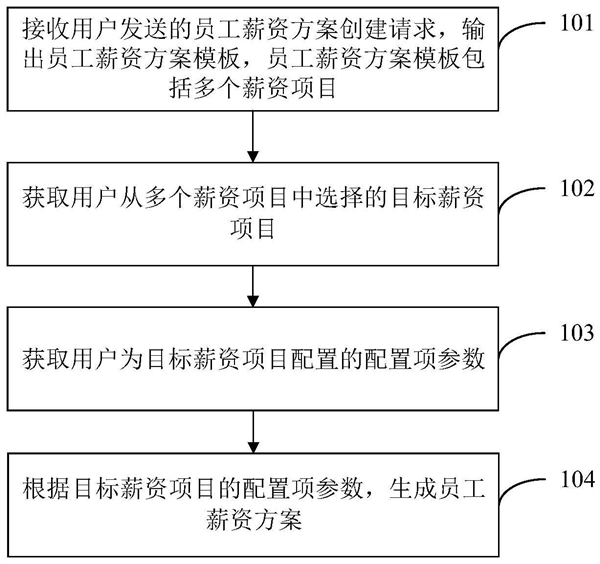 接收用户发送的员工薪资方案创建请求，输
出员工薪资方案模板，员工薪资方案模板包
括多个薪资项目
101
获取用户从多个薪资项目中选择的目标薪资
项目
102
获取用户为目标薪资项目配置的配置项参数
103
根据目标薪资项目的配置项参数，生成员工
薪资方案
104